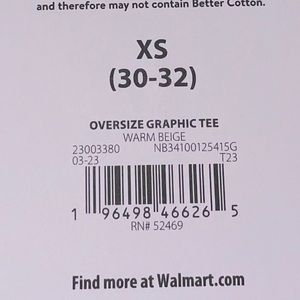 and therefore may not contain Better Cotton.
XS
(30-32)
OVERSIZE GRAPHIC TEE
WARM BEIGE
23003380 NB34100125415G
03-23 T23
1 96498 46626 5
RN# 52469
Find more at Walmart.com